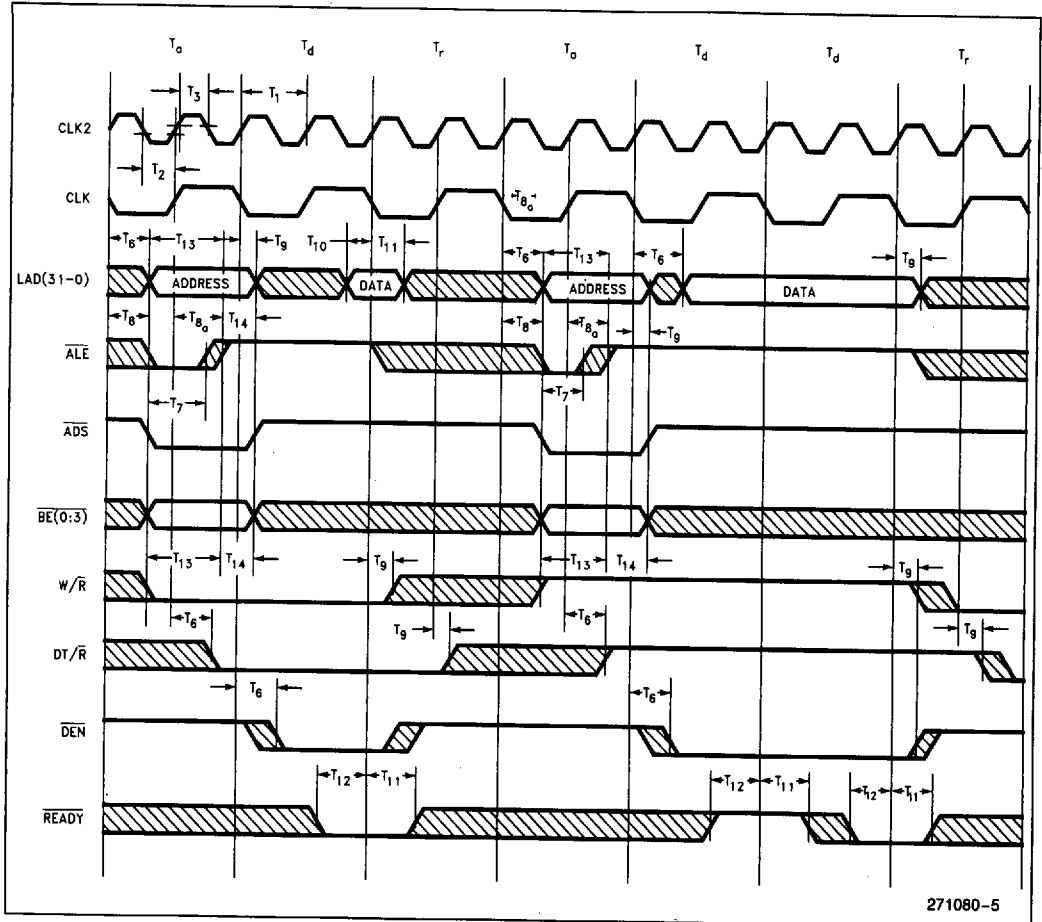 Ta Td Tr Ta Td Td Tr
T3 T1
CLK2
T2
CLK T8a
T6 T13 T9 T10 T11 T6 T13 T6 T9
LAD(31-0) ADDRESS DATA ADDRESS DATA
T8 T8a T14 T8 T8a T9
ALE
T7 T7
ADS
BE(0:3)
T13 T14 T9 T13 T14 T9
W/R
T6 T9 T6 T9
DT/R
T6 T6
DEN
T12 T11 T12 T11 T12 T11
READY
271080-5